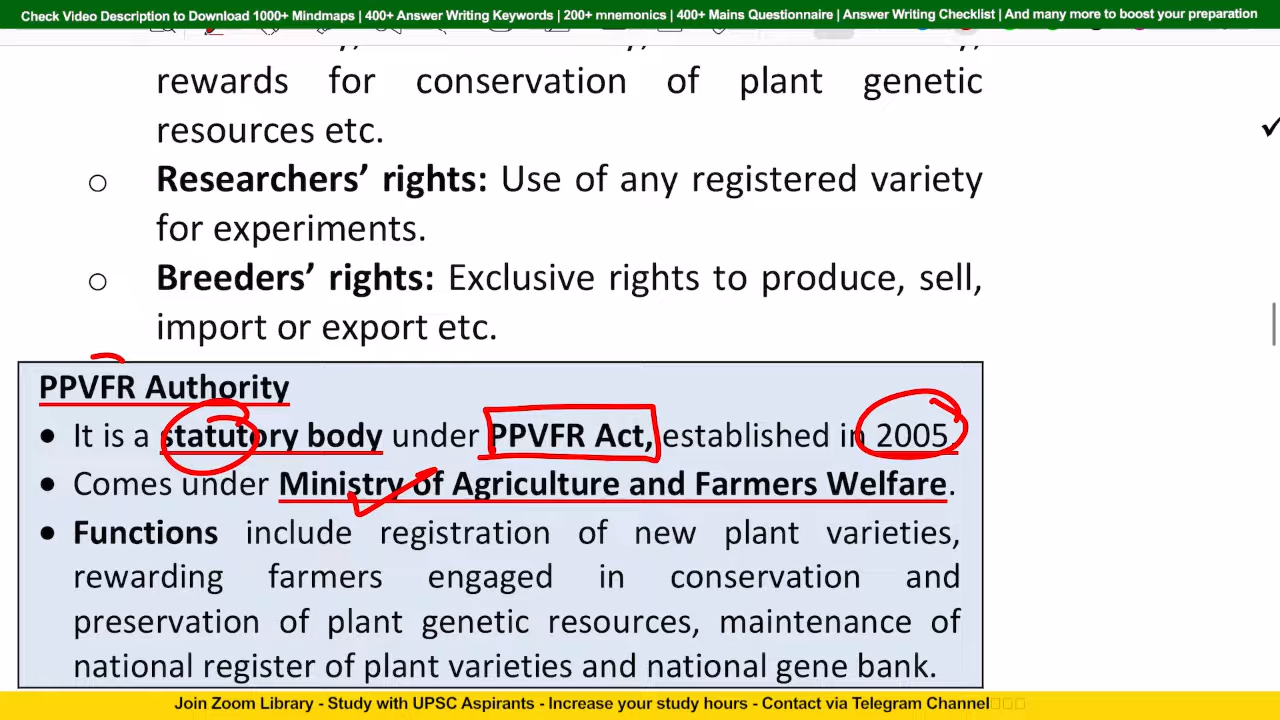 Check Video Description to Download 1000+ Mindmaps | 400+ Answer Writing Keywords | 200+ mnemonics | 400+ Mains Questionnaire | Answer Writing Checklist | And many more to boost your preparation
rewards for conservation of plant genetic
resources etc.
○ Researchers’ rights: Use of any registered variety
for experiments.
○ Breeders’ rights: Exclusive rights to produce, sell,
import or export etc.
PPVFR Authority
• It is a statutory body under PPVFR Act, established in 2005.
• Comes under Ministry of Agriculture and Farmers Welfare.
• Functions include registration of new plant varieties,
rewarding farmers engaged in conservation and
preservation of plant genetic resources, maintenance of
national register of plant varieties and national gene bank.
Join Zoom Library - Study with UPSC Aspirants - Increase your study hours - Contact via Telegram Channel